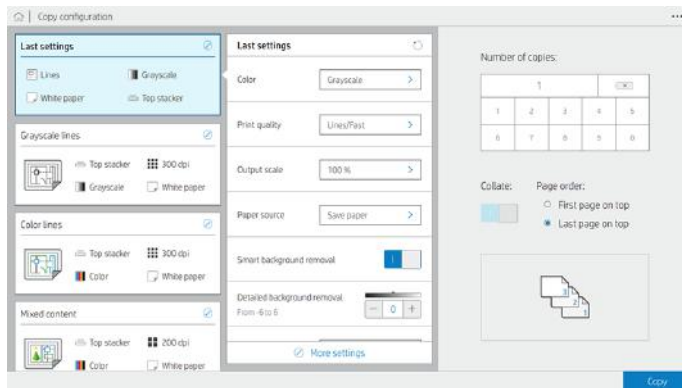 Copy configuration
Last settings
Lines
Grayscale
White paper
Top stacker
Grayscale lines
Top stacker
300 dpi
Grayscale
White paper
Color lines
Top stacker
300 dpi
Color
White paper
Mixed content
Top stacker
200 dpi
Color
White paper
Last settings
Color
Grayscale
Print quality
Lines/Fast
Output scale
100 %
Paper source
Save paper
Smart background removal
Detailed background removal
From -6 to 6
0
More settings
Number of copies:
1
1 2 3 4 5
6 7 8 9 0
Collate:
Page order:
First page on top
Last page on top
3
2
1
Copy